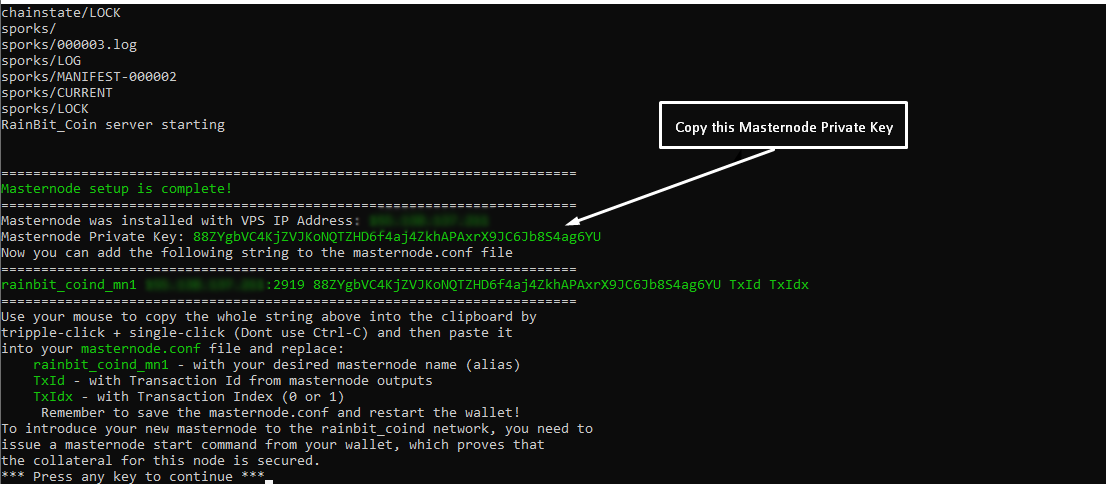 chainstate/LOCK
sporks/
sporks/000003.log
sporks/LOG
sporks/MANIFEST-000002
sporks/CURRENT
sporks/LOCK
RainBit_Coin server starting
Copy this Masternode Private Key
========================================================================
Masternode setup is complete!
========================================================================
Masternode was installed with VPS IP Address:
Masternode Private Key: 88ZYgbVC4KjZVJKoNQTZHD6f4aj4ZkhAPAxrX9JC6Jb8S4ag6YU
Now you can add the following string to the masternode.conf file
========================================================================
rainbit_coind_mn1 :2919 88ZYgbVC4KjZVJKoNQTZHD6f4aj4ZkhAPAxrX9JC6Jb8S4ag6YU TxId TxIdx
========================================================================
Use your mouse to copy the whole string above into the clipboard by
tripple-click + single-click (Dont use Ctrl-C) and then paste it
into your masternode.conf file and replace:
rainbit_coind_mn1 - with your desired masternode name (alias)
TxId - with Transaction Id from masternode outputs
TxIdx - with Transaction Index (0 or 1)
Remember to save the masternode.conf and restart the wallet!
To introduce your new masternode to the rainbit_coind network, you need to
issue a masternode start command from your wallet, which proves that
the collateral for this node is secured.
*** Press any key to continue ***